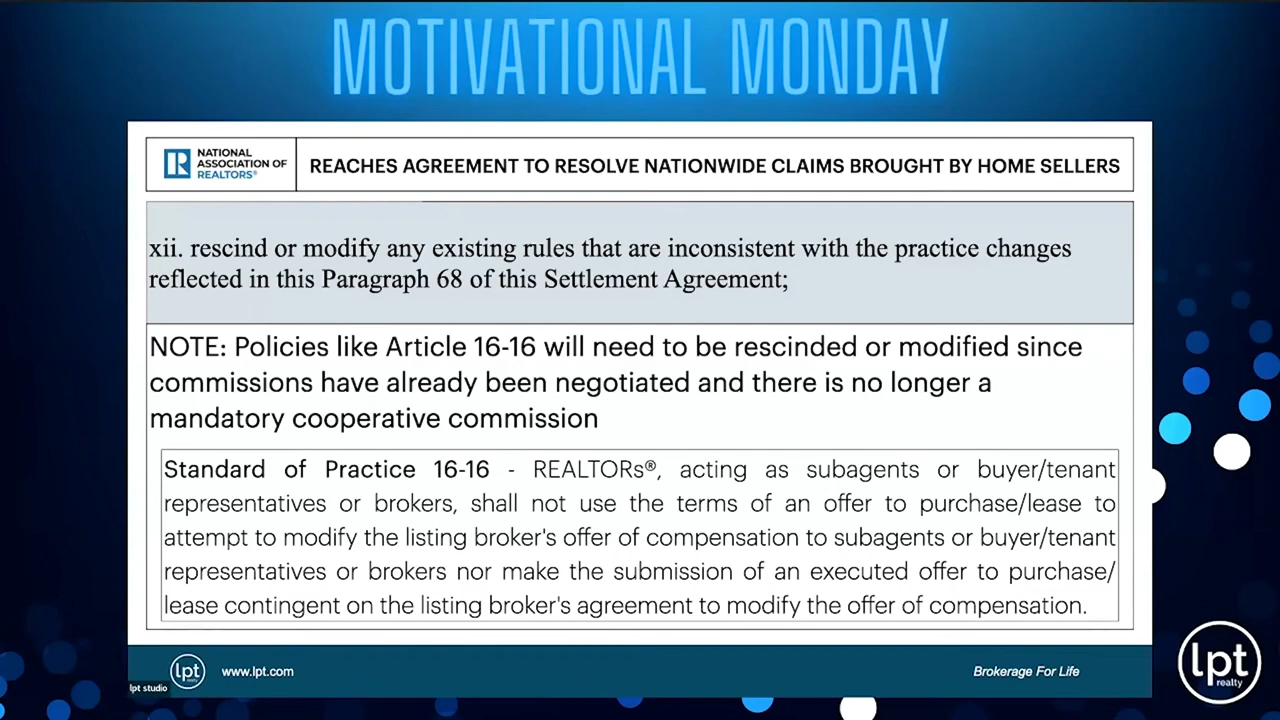 MOTIVATIONAL MONDAY
NATIONAL
ASSOCIATION OF
REALTORS®
REACHES AGREEMENT TO RESOLVE NATIONWIDE CLAIMS BROUGHT BY HOME SELLERS
xii. rescind or modify any existing rules that are inconsistent with the practice changes
reflected in this Paragraph 68 of this Settlement Agreement;
NOTE: Policies like Article 16-16 will need to be rescinded or modified since
commissions have already been negotiated and there is no longer a
mandatory cooperative commission
Standard of Practice 16-16 - REALTORs®, acting as subagents or buyer/tenant
representatives or brokers, shall not use the terms of an offer to purchase/lease to
attempt to modify the listing broker's offer of compensation to subagents or buyer/tenant
representatives or brokers nor make the submission of an executed offer to purchase/
lease contingent on the listing broker's agreement to modify the offer of compensation.
lpt
www.lpt.com
Brokerage For Life
lpt studio
lpt
realty